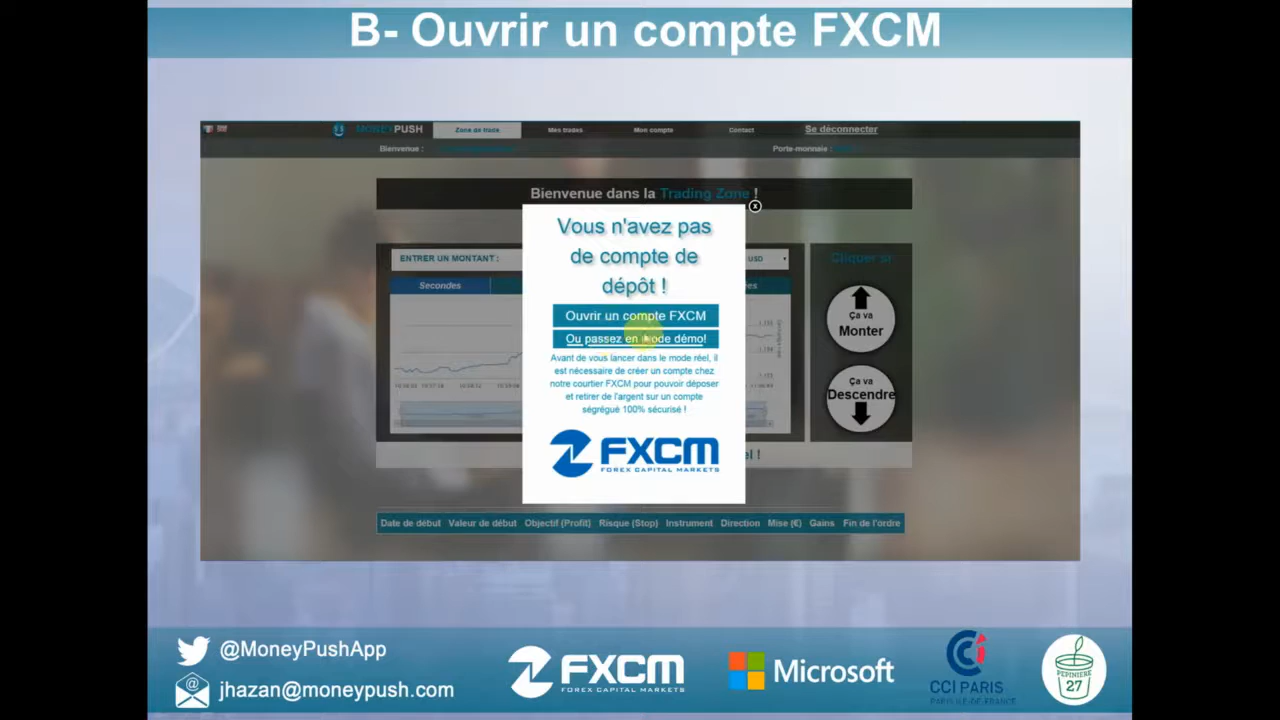 B- Ouvrir un compte FXCM
MONEYPUSH
Zone de trade
Mes trades
Mon compte
Contact
Se déconnecter
Bienvenue :
Porte-monnaie :
Bienvenue dans la Trading Zone !
x
Vous n'avez pas
de compte de
dépôt !
ENTRER UN MONTANT :
USD
Cliquer si
Secondes
Ouvrir un compte FXCM
Ou passez en mode démo!
Avant de vous lancer dans le mode réel, il
est nécessaire de créer un compte chez
notre courtier FXCM pour pouvoir déposer
et retirer de l'argent sur un compte
ségrégué 100% sécurisé !
FXCM
FOREX CAPITAL MARKETS
Ça va
Monter
Ça va
Descendre
Date de début Valeur de début Objectif (Profit) Risque (Stop) Instrument Direction Mise (€) Gains Fin de l'ordre
@MoneyPushApp
jhazan@moneypush.com
FXCM
FOREX CAPITAL MARKETS
Microsoft
CCI PARIS
PARIS ILE-DE-FRANCE
PEPINIERE
27